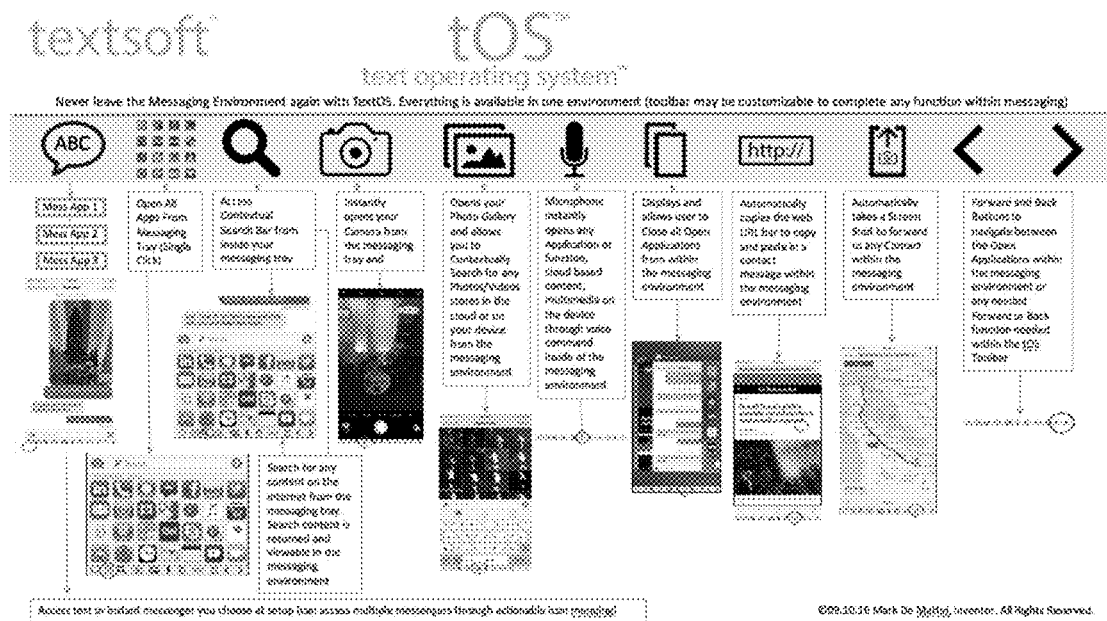 textsoft™
tOS™
text operating system™
Never leave the Messaging Environment again with TextOS. Everything is available in one environment (toolbar may be customizable to complete any function within messaging)
ABC
http://
Mess App 1
Mess App 2
Mess App 3
Open All
Apps From
Messaging
Tray (Single
Click)
Access
Contextual
Search Bar from
inside your
messaging tray
Instantly
opens your
Camera from
the messaging
tray and
Opens your
Photo Gallery
and allows
you to
Contextually
Search for any
Photos/Videos
stores in the
cloud or on
your device
from the
messaging
environment
Microphone
instantly
opens any
Application or
function,
cloud based
content,
multimedia on
the device
through voice
command
inside of the
messaging
environment
Displays and
allows user to
Close all Open
Applications
from within
the messaging
environment
Automatically
copies the web
URL bar to copy
and paste in a
contact
message within
the messaging
environment
Automatically
takes a Screen
Shot to forward
to any Contact
within the
messaging
environment
Forward and Back
Buttons to
navigate between
the Open
Applications within
the messaging
environment or
any needed
Forward or Back
function needed
within the tOS
Toolbar
Search for any
content on the
internet from the
messaging tray
Search content is
returned and
viewable in the
messaging
environment
Access text or instant messenger you choose at setup (can access multiple messengers through actionable icon
©09.10.16 Mark De Inventor. All Rights Reserved.